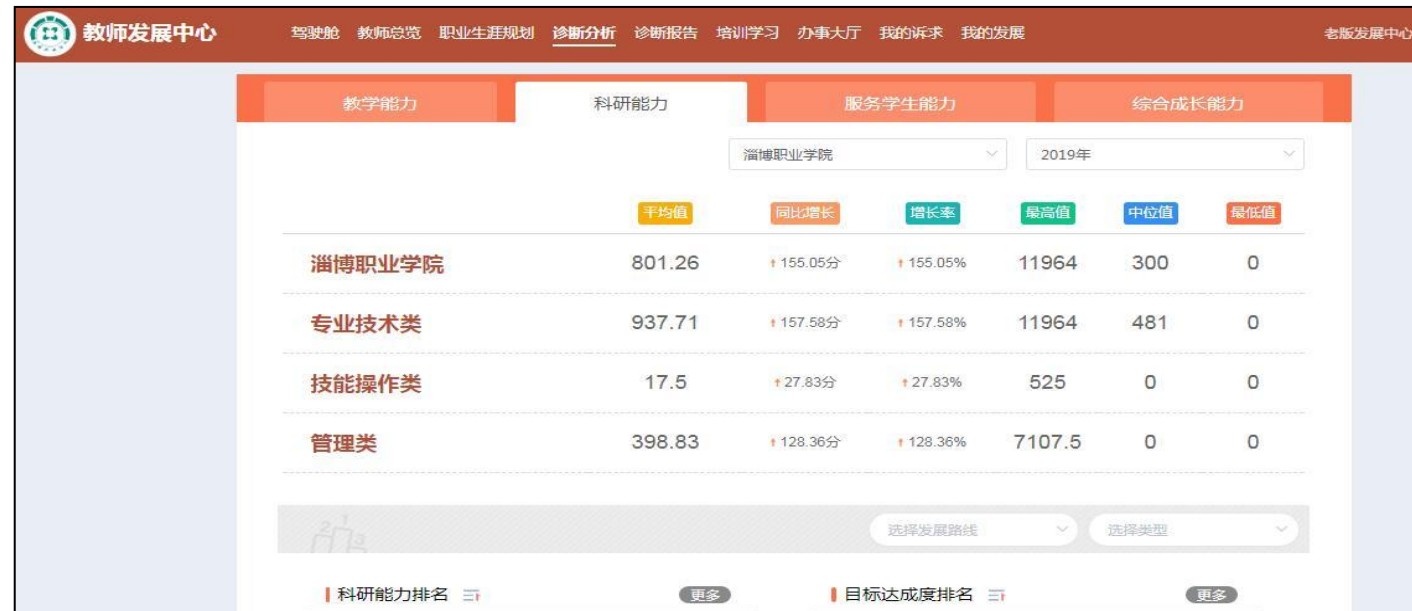 教师发展中心 驾驶舱 教师总览 职业生涯规划 诊断分析 诊断报告 培训学习 办事大厅 我的诉求 我的发展 老版发展中心
教学能力 科研能力 服务学生能力 综合成长能力
淄博职业学院 2019年
平均值 同比增长 增长率 最高值 中位值 最低值
淄博职业学院 801.26 ↑155.05分 ↑155.05% 11964 300 0
专业技术类 937.71 ↑157.58分 ↑157.58% 11964 481 0
技能操作类 17.5 ↑27.83分 ↑27.83% 525 0 0
管理类 398.83 ↑128.36分 ↑128.36% 7107.5 0 0
2 1 3 选择发展路线 选择类型
科研能力排名 更多 目标达成度排名 更多